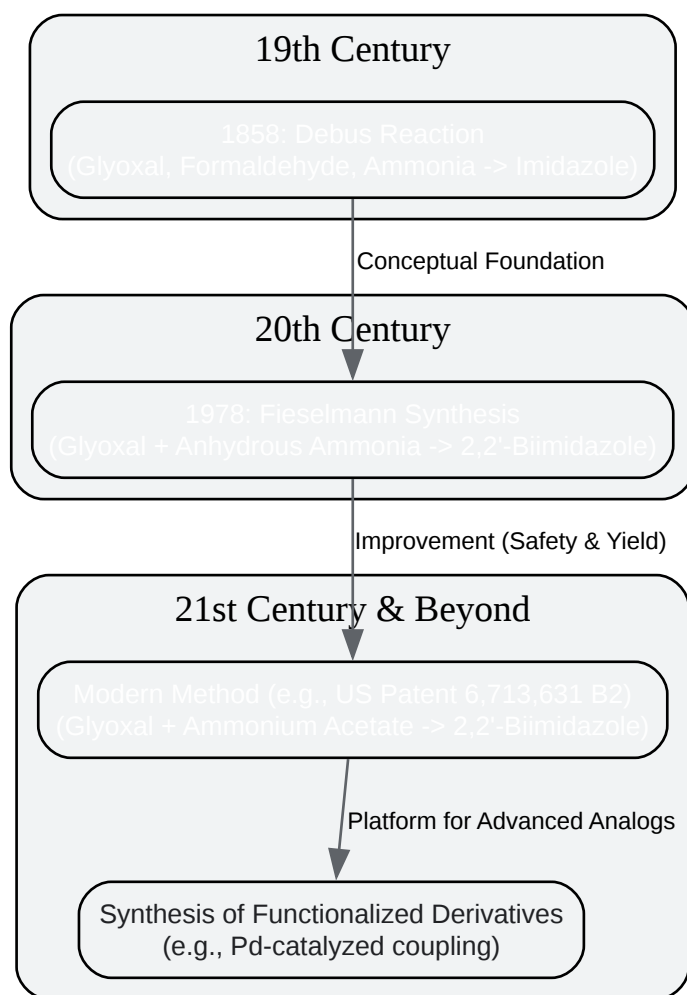 19th Century
1858: Debus Reaction
(Glyoxal, Formaldehyde, Ammonia -> Imidazole)
Conceptual Foundation
20th Century
1978: Fieselmann Synthesis
(Glyoxal + Anhydrous Ammonia -> 2,2'-Biimidazole)
Improvement (Safety & Yield)
21st Century & Beyond
Modern Method (e.g., US Patent 6,713,631 B2)
(Glyoxal + Ammonium Acetate -> 2,2'-Biimidazole)
Platform for Advanced Analogs
Synthesis of Functionalized Derivatives
(e.g., Pd-catalyzed coupling)